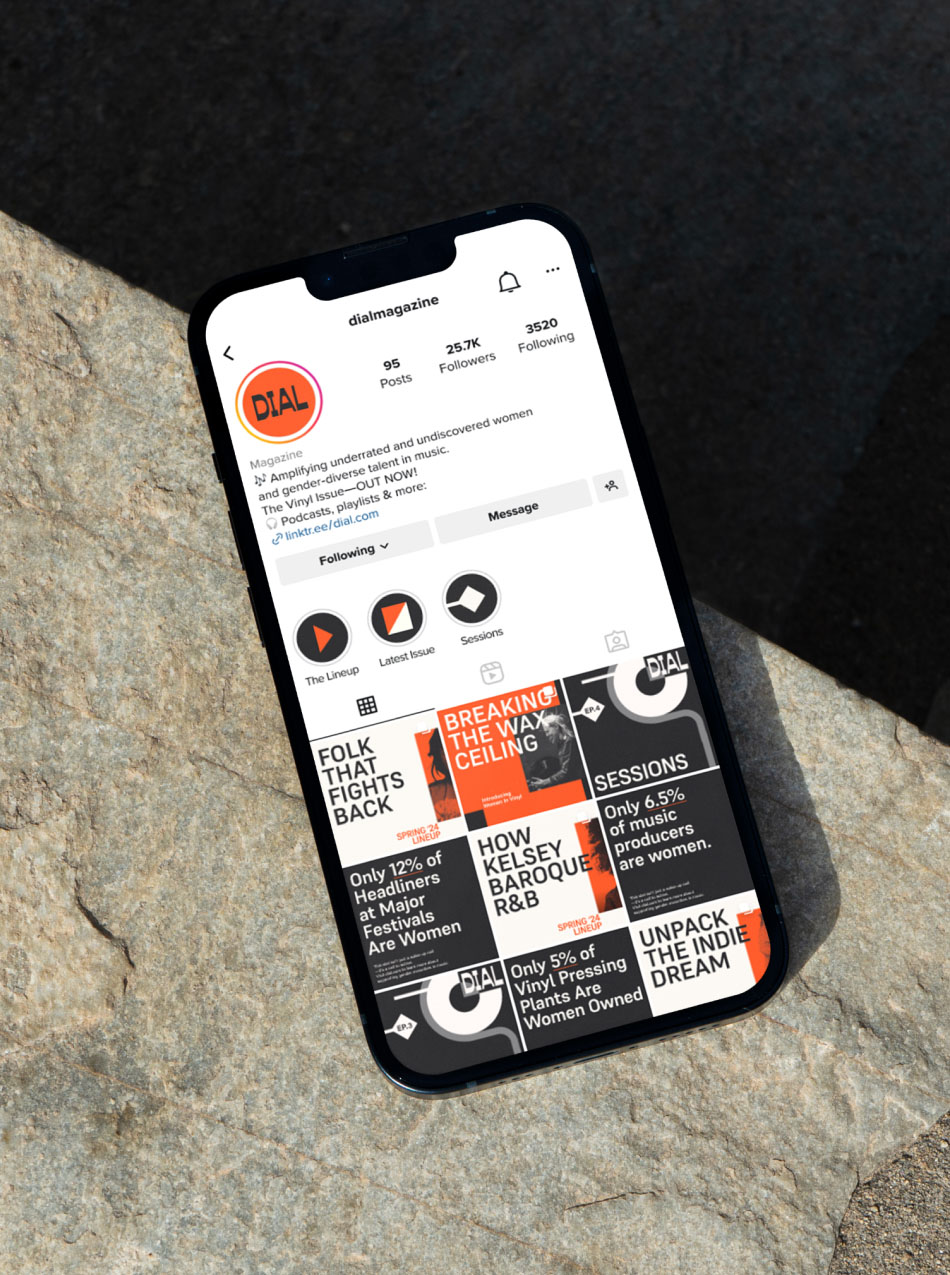 dialmagazine
95
Posts
25.7K
Followers
3520
Following
DIAL
Magazine
Amplifying underrated and undiscovered women
and gender-diverse talent in music.
The Vinyl Issue—OUT NOW!
Podcasts, playlists & more:
linktr.ee/dial.com
Following
Message
The Lineup
Latest Issue
Sessions
FOLK
THAT
FIGHTS
BACK
SPRING '24
LINEUP
BREAKING
THE WAX
CEILING
Introducing
Women in Vinyl
DIAL
EP.4
SESSIONS
Only 12% of
Headliners
at Major
Festivals
Are Women
HOW
KELSEY
BAROQUE
R&B
SPRING '24
LINEUP
Only 6.5%
of music
producers
are women.
DIAL
EP.3
Only 5% of
Vinyl Pressing
Plants Are
Women Owned
UNPACK
THE INDIE
DREAM